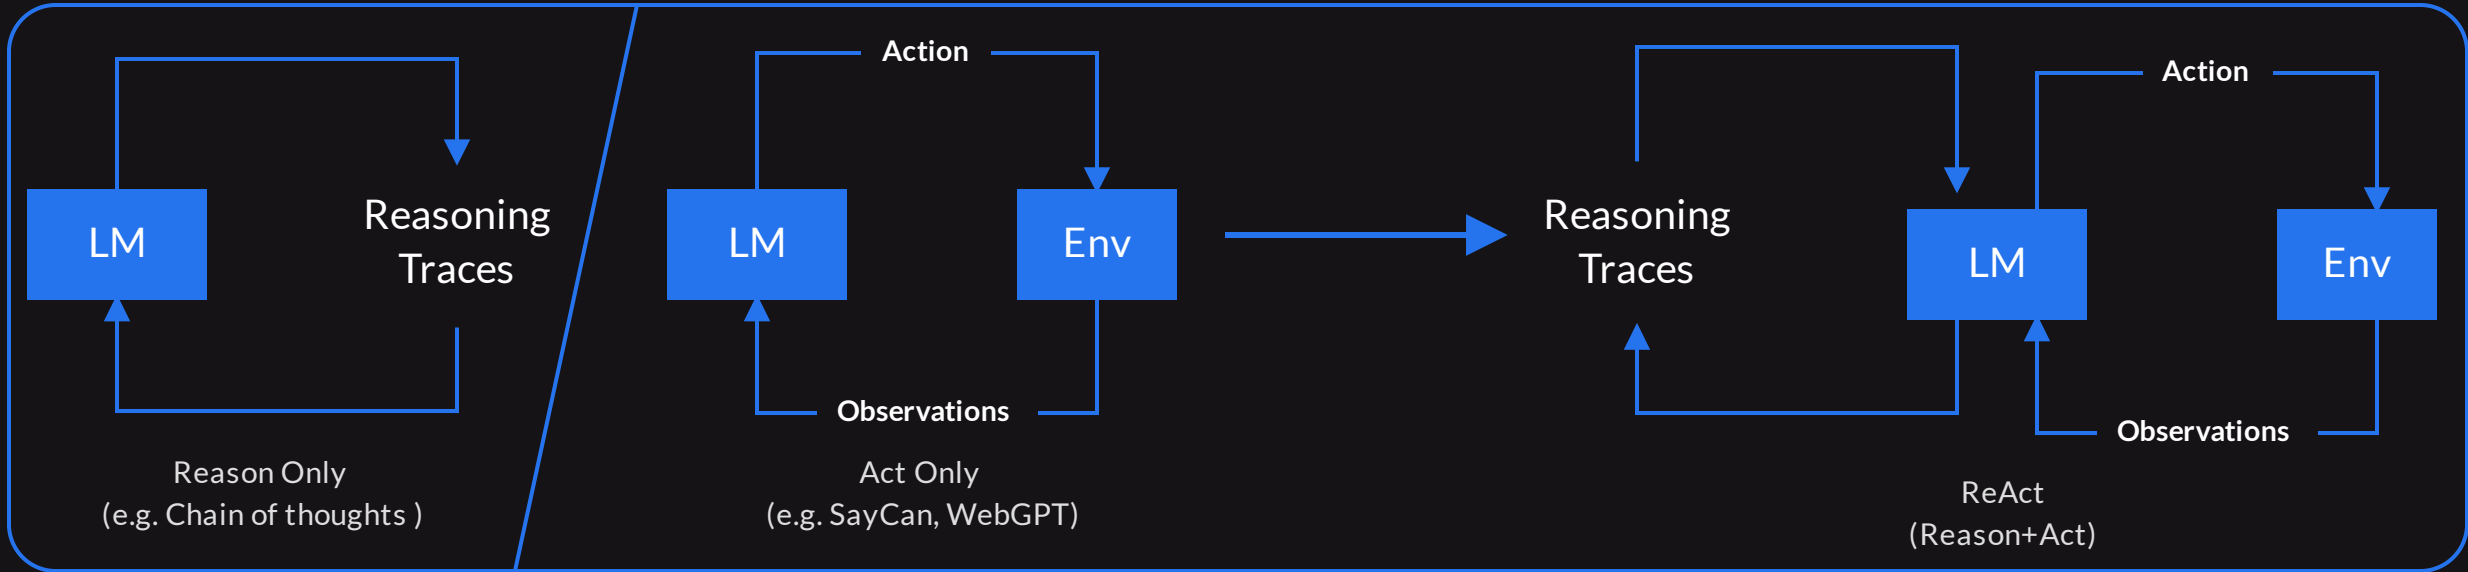 LM
Reasoning
Traces
Reason Only
(e.g. Chain of thoughts )
Action
LM
Env
Observations
Act Only
(e.g. SayCan, WebGPT)
Reasoning
Traces
Action
LM
Env
Observations
ReAct
(Reason+Act)